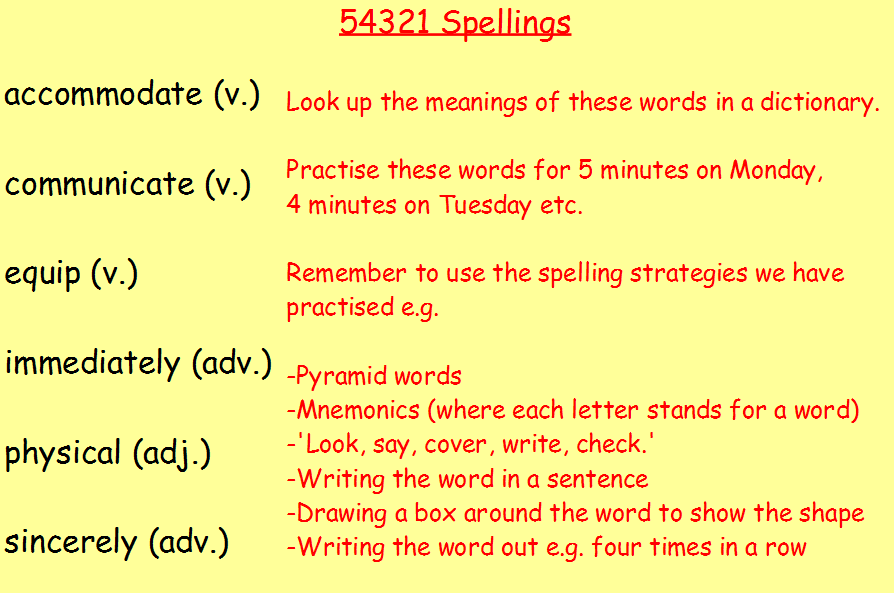 54321 Spellings
accommodate (v.)
communicate (v.)
equip (v.)
immediately (adv.)
physical (adj.)
sincerely (adv.)
Look up the meanings of these words in a dictionary.
Practise these words for 5 minutes on Monday,
4 minutes on Tuesday etc.
Remember to use the spelling strategies we have
practised e.g.
-Pyramid words
-Mnemonics (where each letter stands for a word)
-'Look, say, cover, write, check.'
-Writing the word in a sentence
-Drawing a box around the word to show the shape
-Writing the word out e.g. four times in a row